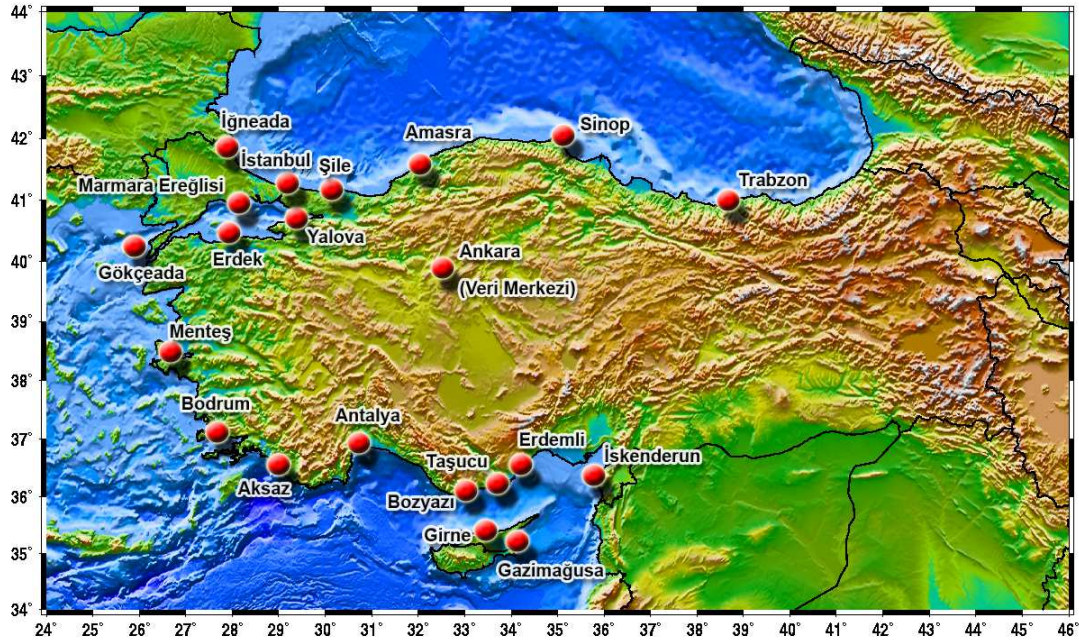 44°
43°
42°
41°
40°
39°
38°
37°
36°
35°
34°
İğneada
İstanbul
Şile
Amasra
Sinop
Trabzon
Marmara Ereğlisi
Yalova
Erdek
Gökçeada
Ankara
(Veri Merkezi)
Menteş
Bodrum
Antalya
Aksaz
Taşucu
Erdemli
İskenderun
Bozyazı
Girne
Gazimağusa
24° 25° 26° 27° 28° 29° 30° 31° 32° 33° 34° 35° 36° 37° 38° 39° 40° 41° 42° 43° 44° 45° 46°